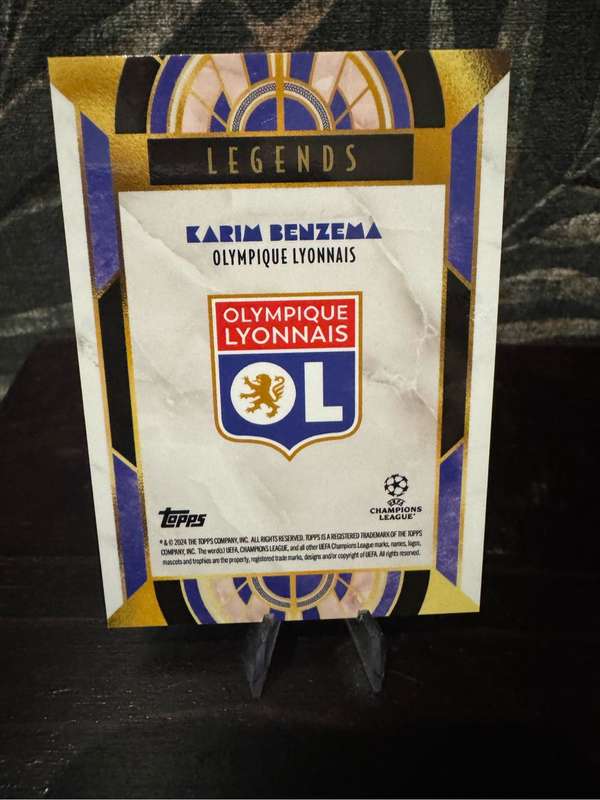 LEGENDS
KARIM BENZEMA
OLYMPIQUE LYONNAIS
OLYMPIQUE
LYONNAIS
OL
topps
UEFA
CHAMPIONS
LEAGUE
® & © 2024 THE TOPPS COMPANY, INC. ALL RIGHTS RESERVED. TOPPS IS A REGISTERED TRADEMARK OF THE TOPPS
COMPANY, INC. The word(s) UEFA, CHAMPIONS LEAGUE, and all other UEFA Champions League marks, names, logos,
mascots and trophies are the property, registered trade marks, designs and/or copyright of UEFA. All rights reserved.